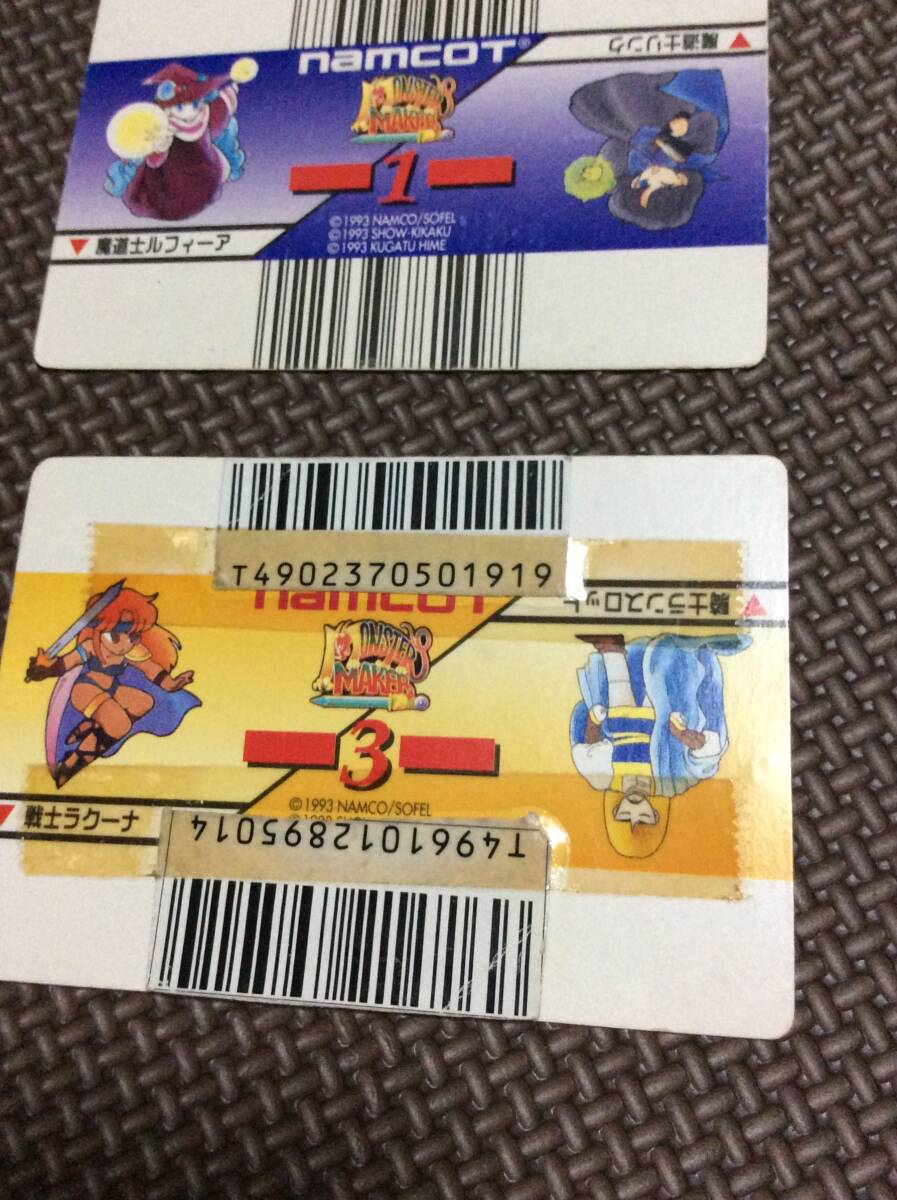 namcoT®
魔道士リンク
MONSTER
MAKER
1
©1993 NAMCO/SOFEL
©1993 SHOW-KIKAKU
©1993 KUGATU HIME
魔道士ルフィーア
T4902370501919
namcoT
騎士ランスロット
MONSTER
MAKER
3
©1993 NAMCO/SOFEL
戦士ラクーナ
T4961012895014